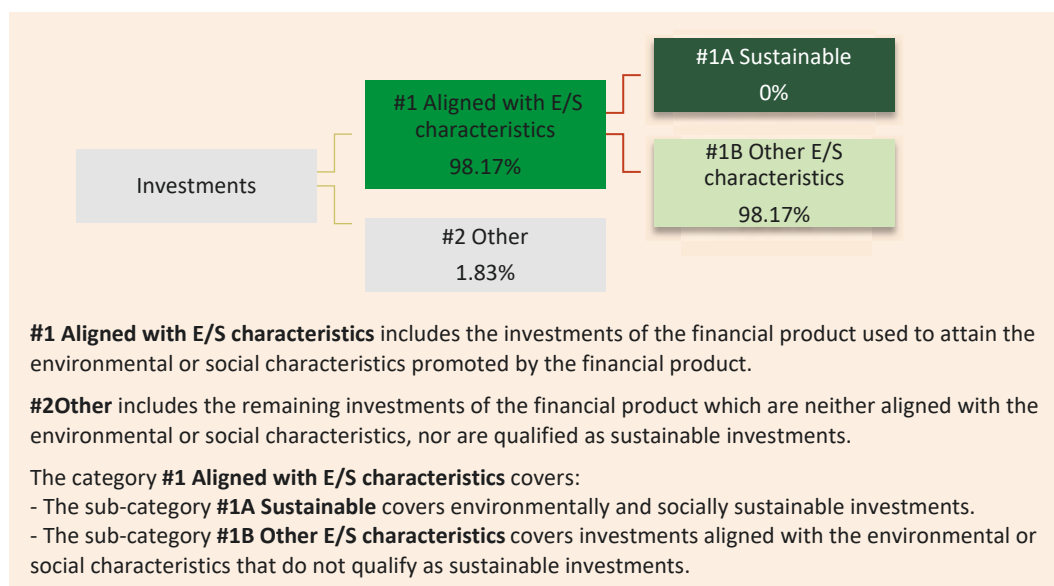 #1A Sustainable
0%
#1 Aligned with E/S
characteristics
98.17%
#1B Other E/S
characteristics
98.17%
Investments
#2 Other
1.83%
#1 Aligned with E/S characteristics includes the investments of the financial product used to attain the
environmental or social characteristics promoted by the financial product.
#2Other includes the remaining investments of the financial product which are neither aligned with the
environmental or social characteristics, nor are qualified as sustainable investments.
The category #1 Aligned with E/S characteristics covers:
- The sub-category #1A Sustainable covers environmentally and socially sustainable investments.
- The sub-category #1B Other E/S characteristics covers investments aligned with the environmental or
social characteristics that do not qualify as sustainable investments.